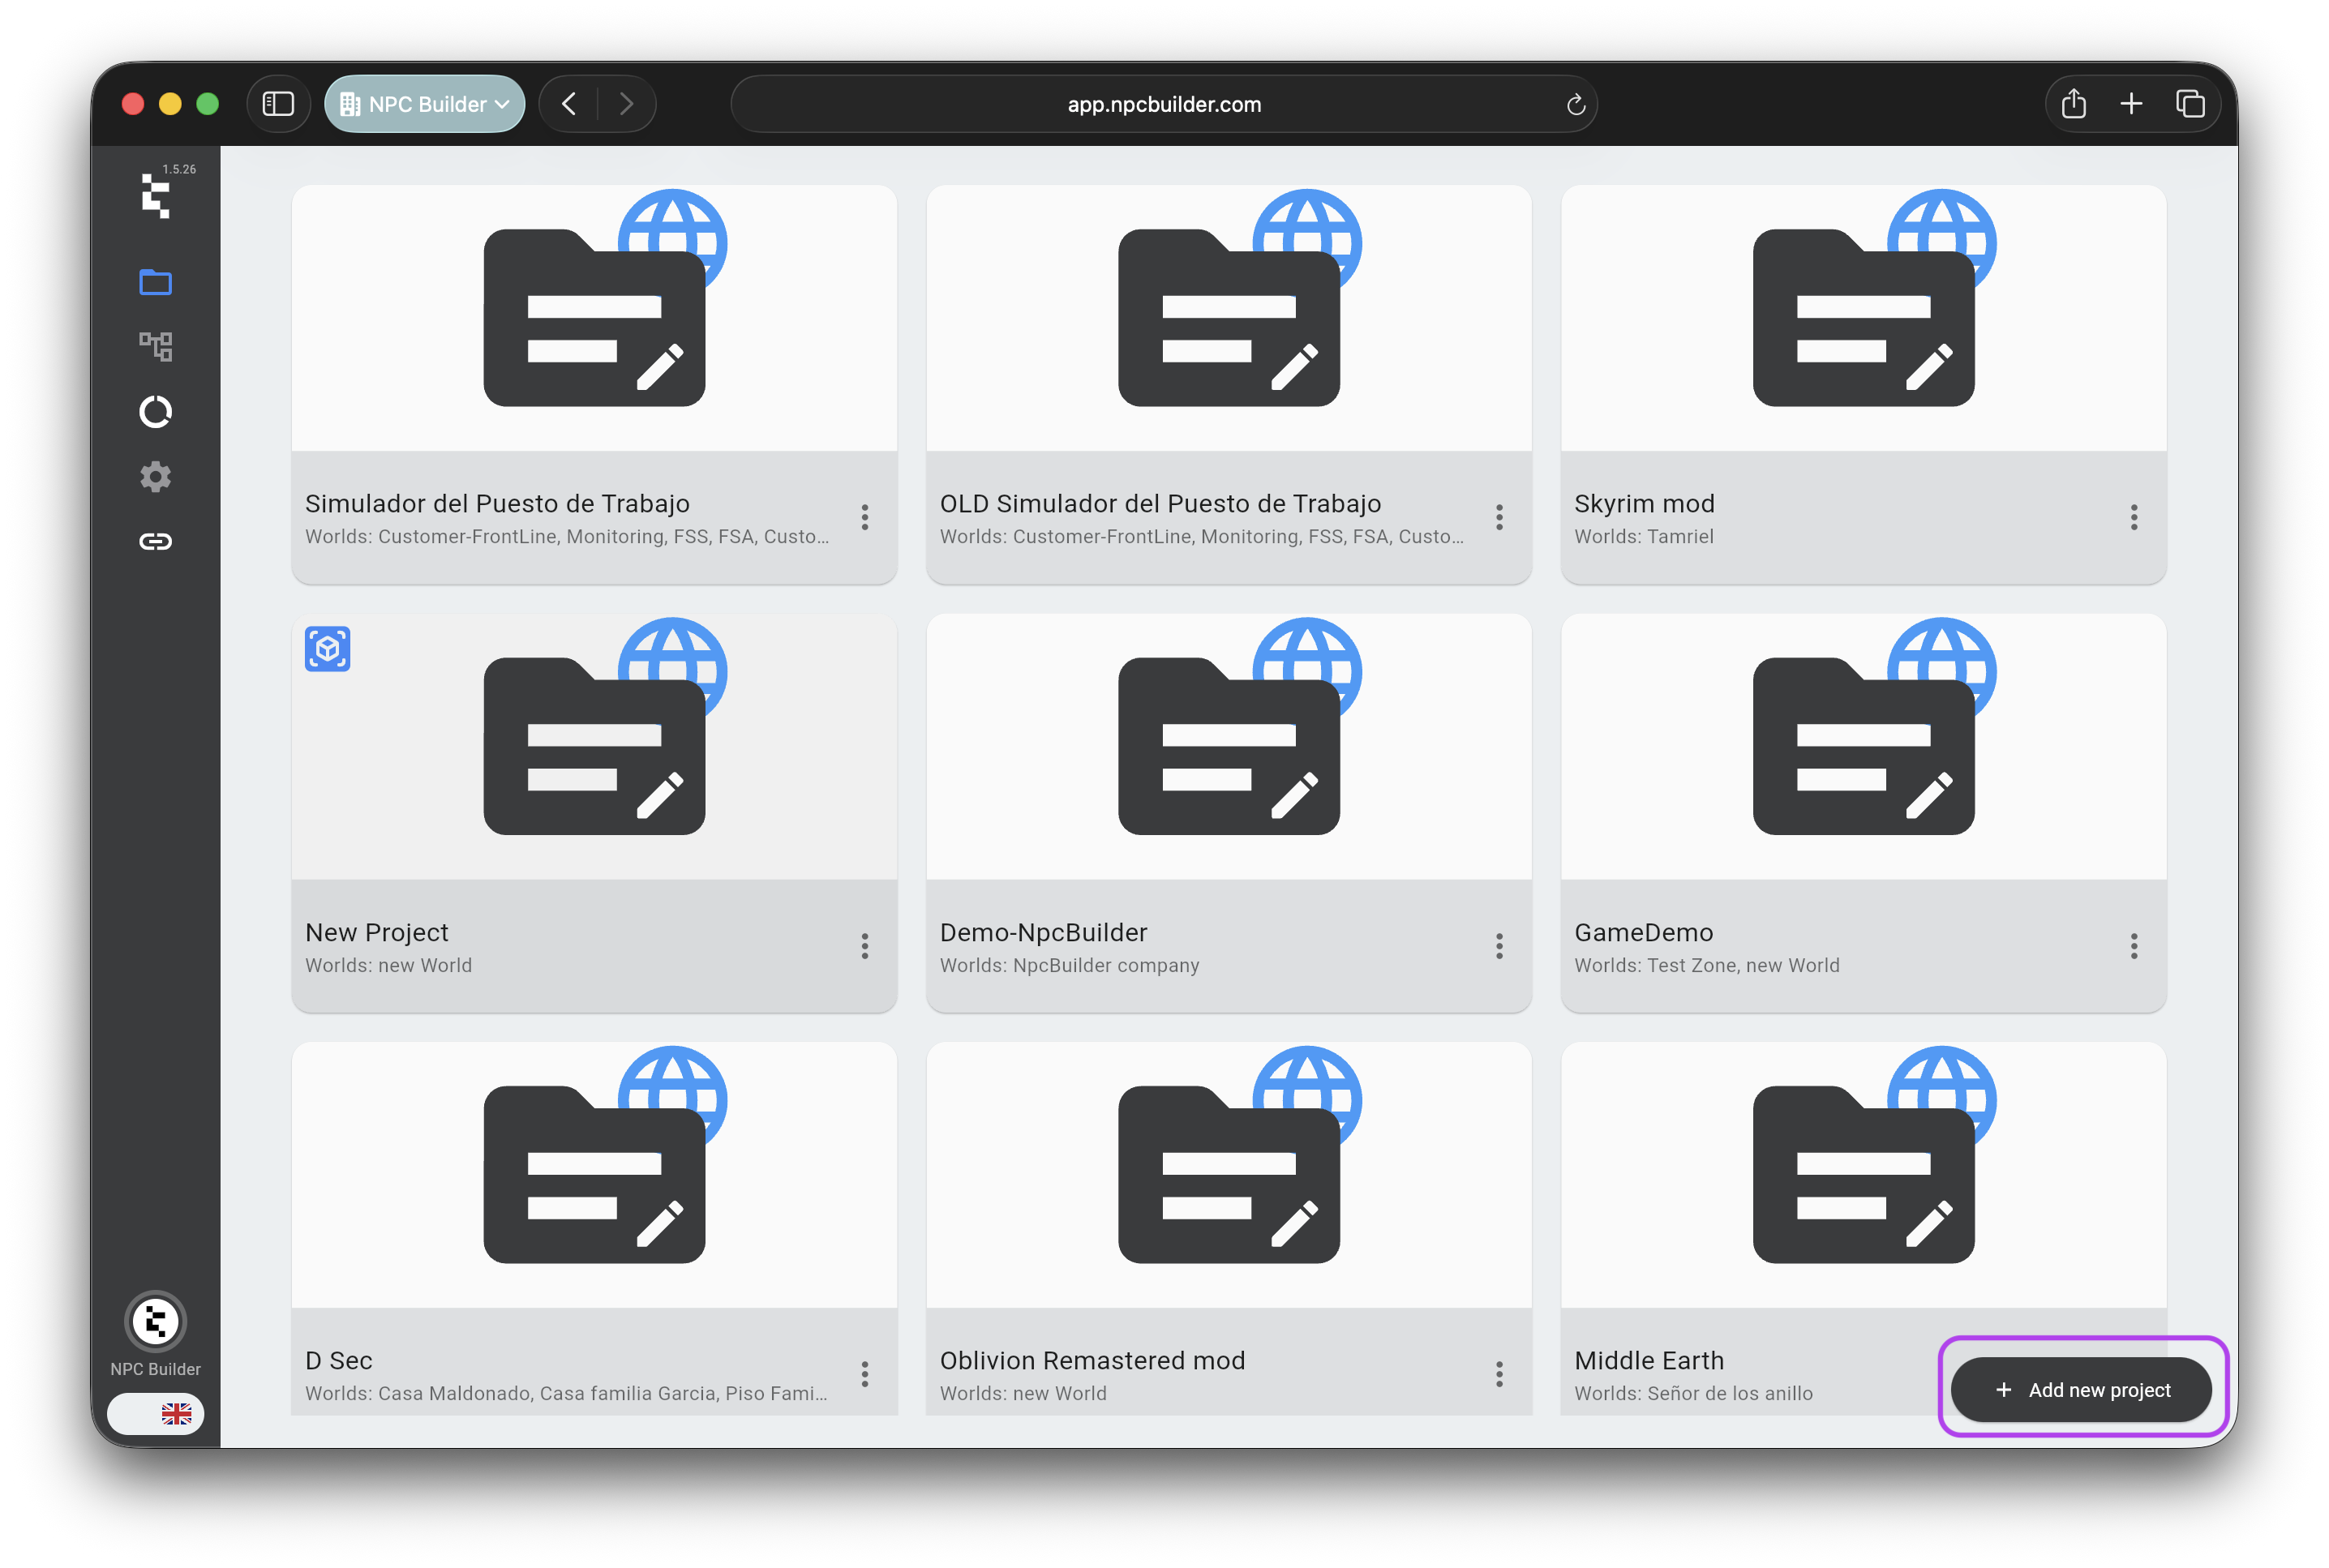 NPC Builder
app.npcbuilder.com
1.5.26
Simulador del Puesto de Trabajo
Worlds: Customer-FrontLine, Monitoring, FSS, FSA, Custo...
OLD Simulador del Puesto de Trabajo
Worlds: Customer-FrontLine, Monitoring, FSS, FSA, Custo...
Skyrim mod
Worlds: Tamriel
New Project
Worlds: new World
Demo-NpcBuilder
Worlds: NpcBuilder company
GameDemo
Worlds: Test Zone, new World
D Sec
Worlds: Casa Maldonado, Casa familia Garcia, Piso Fami...
Oblivion Remastered mod
Worlds: new World
Middle Earth
Worlds: Señor de los anillo
+ Add new project
NPC Builder